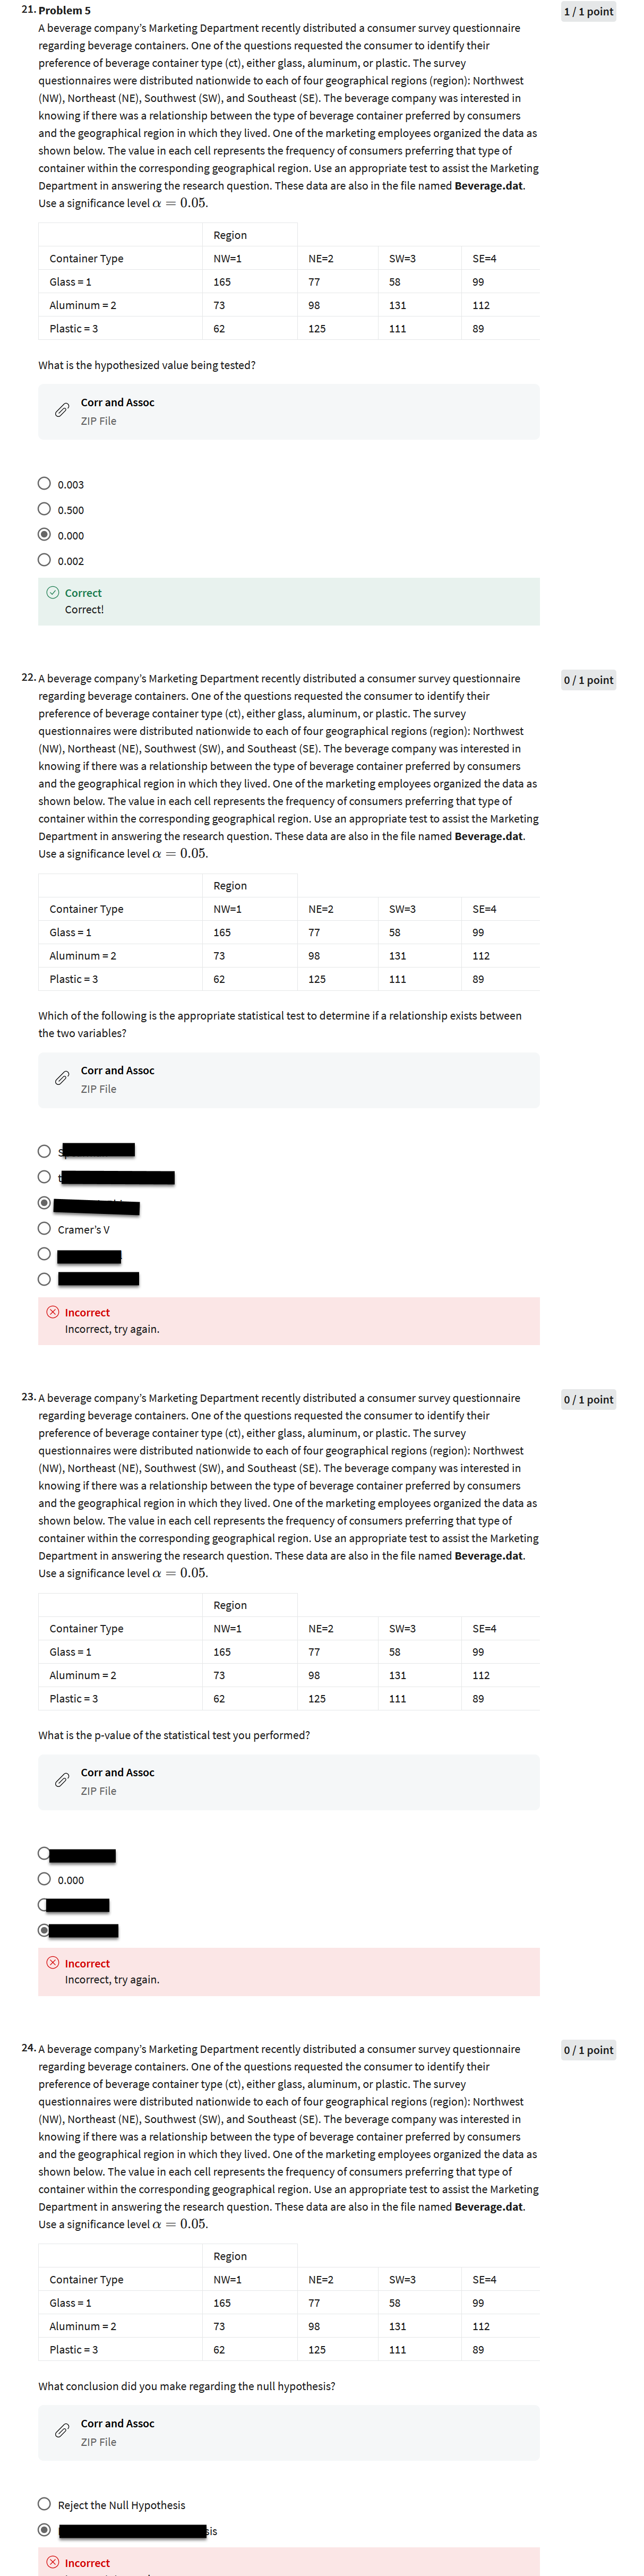 21. Problem 5
1 / 1 point
A beverage company's Marketing Department recently distributed a consumer survey questionnaire
regarding beverage containers. One of the questions requested the consumer to identify their
preference of beverage container type (ct), either glass, aluminum, or plastic. The survey
questionnaires were distributed nationwide to each of four geographical regions (region): Northwest
(NW), Northeast (NE), Southwest (SW), and Southeast (SE). The beverage company was interested in
knowing if there was a relationship between the type of beverage container preferred by consumers
and the geographical region in which they lived. One of the marketing employees organized the data as
shown below. The value in each cell represents the frequency of consumers preferring that type of
container within the corresponding geographical region. Use an appropriate test to assist the Marketing
Department in answering the research question. These data are also in the file named Beverage.dat.
Use a significance level α = 0.05.
Region
Container Type NW=1 NE=2 SW=3 SE=4
Glass = 1 165 77 58 99
Aluminum = 2 73 98 131 112
Plastic = 3 62 125 111 89
What is the hypothesized value being tested?
Corr and Assoc
ZIP File
0.003
0.500
0.000
0.002
Correct
Correct!
22. A beverage company's Marketing Department recently distributed a consumer survey questionnaire
0 / 1 point
regarding beverage containers. One of the questions requested the consumer to identify their
preference of beverage container type (ct), either glass, aluminum, or plastic. The survey
questionnaires were distributed nationwide to each of four geographical regions (region): Northwest
(NW), Northeast (NE), Southwest (SW), and Southeast (SE). The beverage company was interested in
knowing if there was a relationship between the type of beverage container preferred by consumers
and the geographical region in which they lived. One of the marketing employees organized the data as
shown below. The value in each cell represents the frequency of consumers preferring that type of
container within the corresponding geographical region. Use an appropriate test to assist the Marketing
Department in answering the research question. These data are also in the file named Beverage.dat.
Use a significance level α = 0.05.
Region
Container Type NW=1 NE=2 SW=3 SE=4
Glass = 1 165 77 58 99
Aluminum = 2 73 98 131 112
Plastic = 3 62 125 111 89
Which of the following is the appropriate statistical test to determine if a relationship exists between
the two variables?
Corr and Assoc
ZIP File
Cramer's V
Incorrect
Incorrect, try again.
23. A beverage company's Marketing Department recently distributed a consumer survey questionnaire
0 / 1 point
regarding beverage containers. One of the questions requested the consumer to identify their
preference of beverage container type (ct), either glass, aluminum, or plastic. The survey
questionnaires were distributed nationwide to each of four geographical regions (region): Northwest
(NW), Northeast (NE), Southwest (SW), and Southeast (SE). The beverage company was interested in
knowing if there was a relationship between the type of beverage container preferred by consumers
and the geographical region in which they lived. One of the marketing employees organized the data as
shown below. The value in each cell represents the frequency of consumers preferring that type of
container within the corresponding geographical region. Use an appropriate test to assist the Marketing
Department in answering the research question. These data are also in the file named Beverage.dat.
Use a significance level α = 0.05.
Region
Container Type NW=1 NE=2 SW=3 SE=4
Glass = 1 165 77 58 99
Aluminum = 2 73 98 131 112
Plastic = 3 62 125 111 89
What is the p-value of the statistical test you performed?
Corr and Assoc
ZIP File
0.000
Incorrect
Incorrect, try again.
24. A beverage company's Marketing Department recently distributed a consumer survey questionnaire
0 / 1 point
regarding beverage containers. One of the questions requested the consumer to identify their
preference of beverage container type (ct), either glass, aluminum, or plastic. The survey
questionnaires were distributed nationwide to each of four geographical regions (region): Northwest
(NW), Northeast (NE), Southwest (SW), and Southeast (SE). The beverage company was interested in
knowing if there was a relationship between the type of beverage container preferred by consumers
and the geographical region in which they lived. One of the marketing employees organized the data as
shown below. The value in each cell represents the frequency of consumers preferring that type of
container within the corresponding geographical region. Use an appropriate test to assist the Marketing
Department in answering the research question. These data are also in the file named Beverage.dat.
Use a significance level α = 0.05.
Region
Container Type NW=1 NE=2 SW=3 SE=4
Glass = 1 165 77 58 99
Aluminum = 2 73 98 131 112
Plastic = 3 62 125 111 89
What conclusion did you make regarding the null hypothesis?
Corr and Assoc
ZIP File
Reject the Null Hypothesis
Incorrect